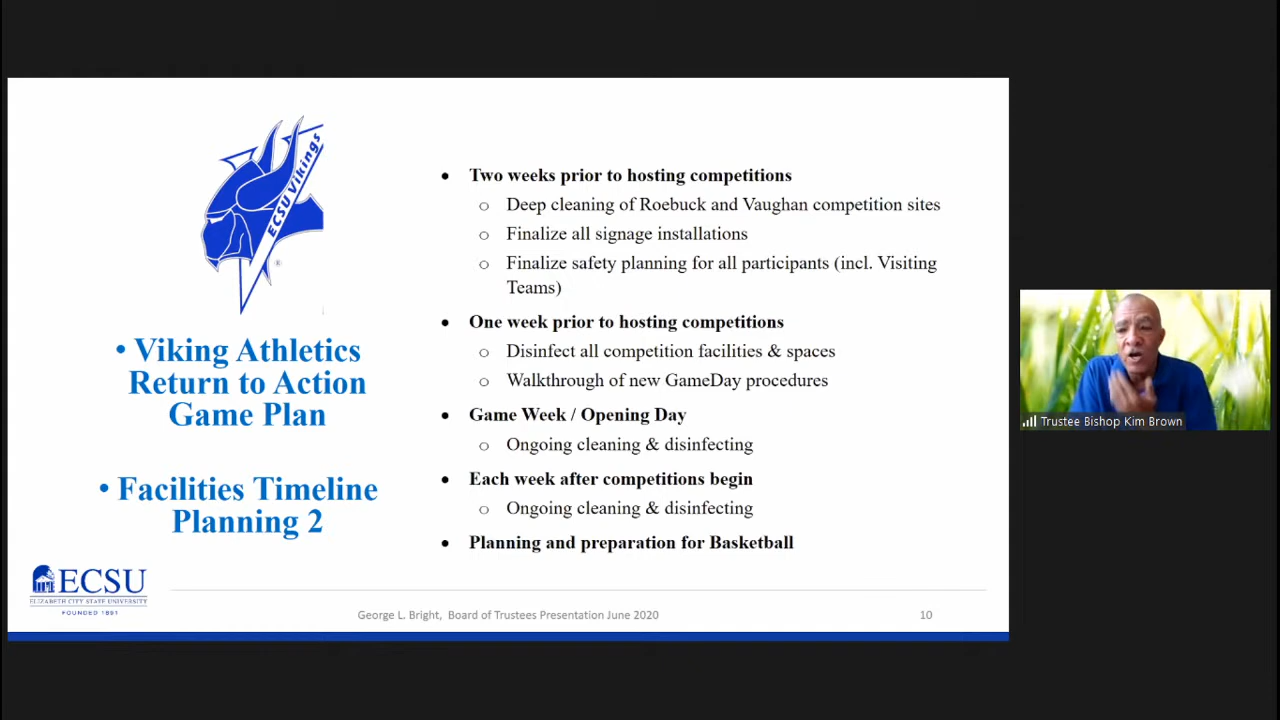 ECSU Vikings
®
• Viking Athletics
Return to Action
Game Plan
• Facilities Timeline
Planning 2
ECSU
ELIZABETH CITY STATE UNIVERSITY
FOUNDED 1891
• Two weeks prior to hosting competitions
o Deep cleaning of Roebuck and Vaughan competition sites
o Finalize all signage installations
o Finalize safety planning for all participants (incl. Visiting
Teams)
• One week prior to hosting competitions
o Disinfect all competition facilities & spaces
o Walkthrough of new GameDay procedures
• Game Week / Opening Day
o Ongoing cleaning & disinfecting
• Each week after competitions begin
o Ongoing cleaning & disinfecting
• Planning and preparation for Basketball
George L. Bright, Board of Trustees Presentation June 2020
10
Trustee Bishop Kim Brown